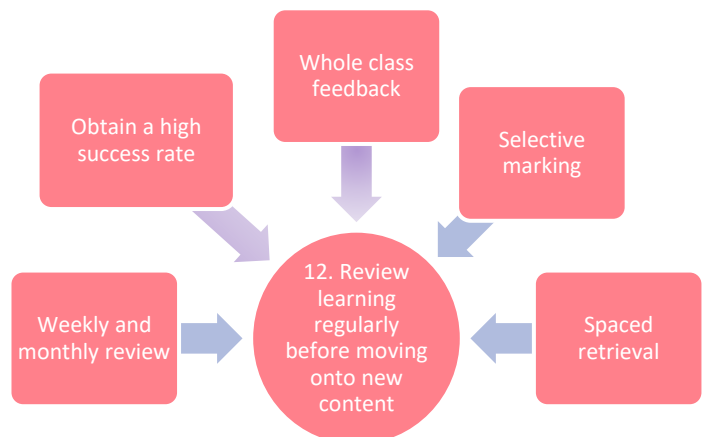 Whole class
feedback
Obtain a high
success rate
Selective
marking
Weekly and
monthly review
12. Review
learning
regularly
before moving
onto new
content
Spaced
retrieval